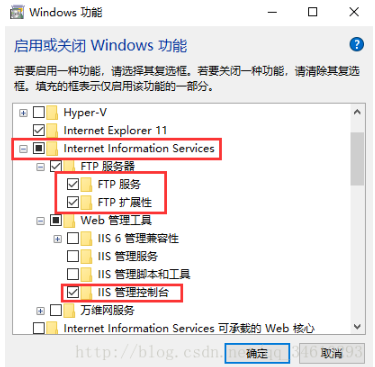 Windows 功能
启用或关闭 Windows 功能
若要启用一种功能，请选择其复选框。若要关闭一种功能，请清除其复选
框。填充的框表示仅启用该功能的一部分。
Hyper-V
Internet Explorer 11
Internet Information Services
FTP 服务器
FTP 服务
FTP 扩展性
Web 管理工具
IIS 6 管理兼容性
IIS 管理服务
IIS 管理脚本和工具
IIS 管理控制台
万维网服务
Internet Information Services 可承载的 Web 核心
确定
取消